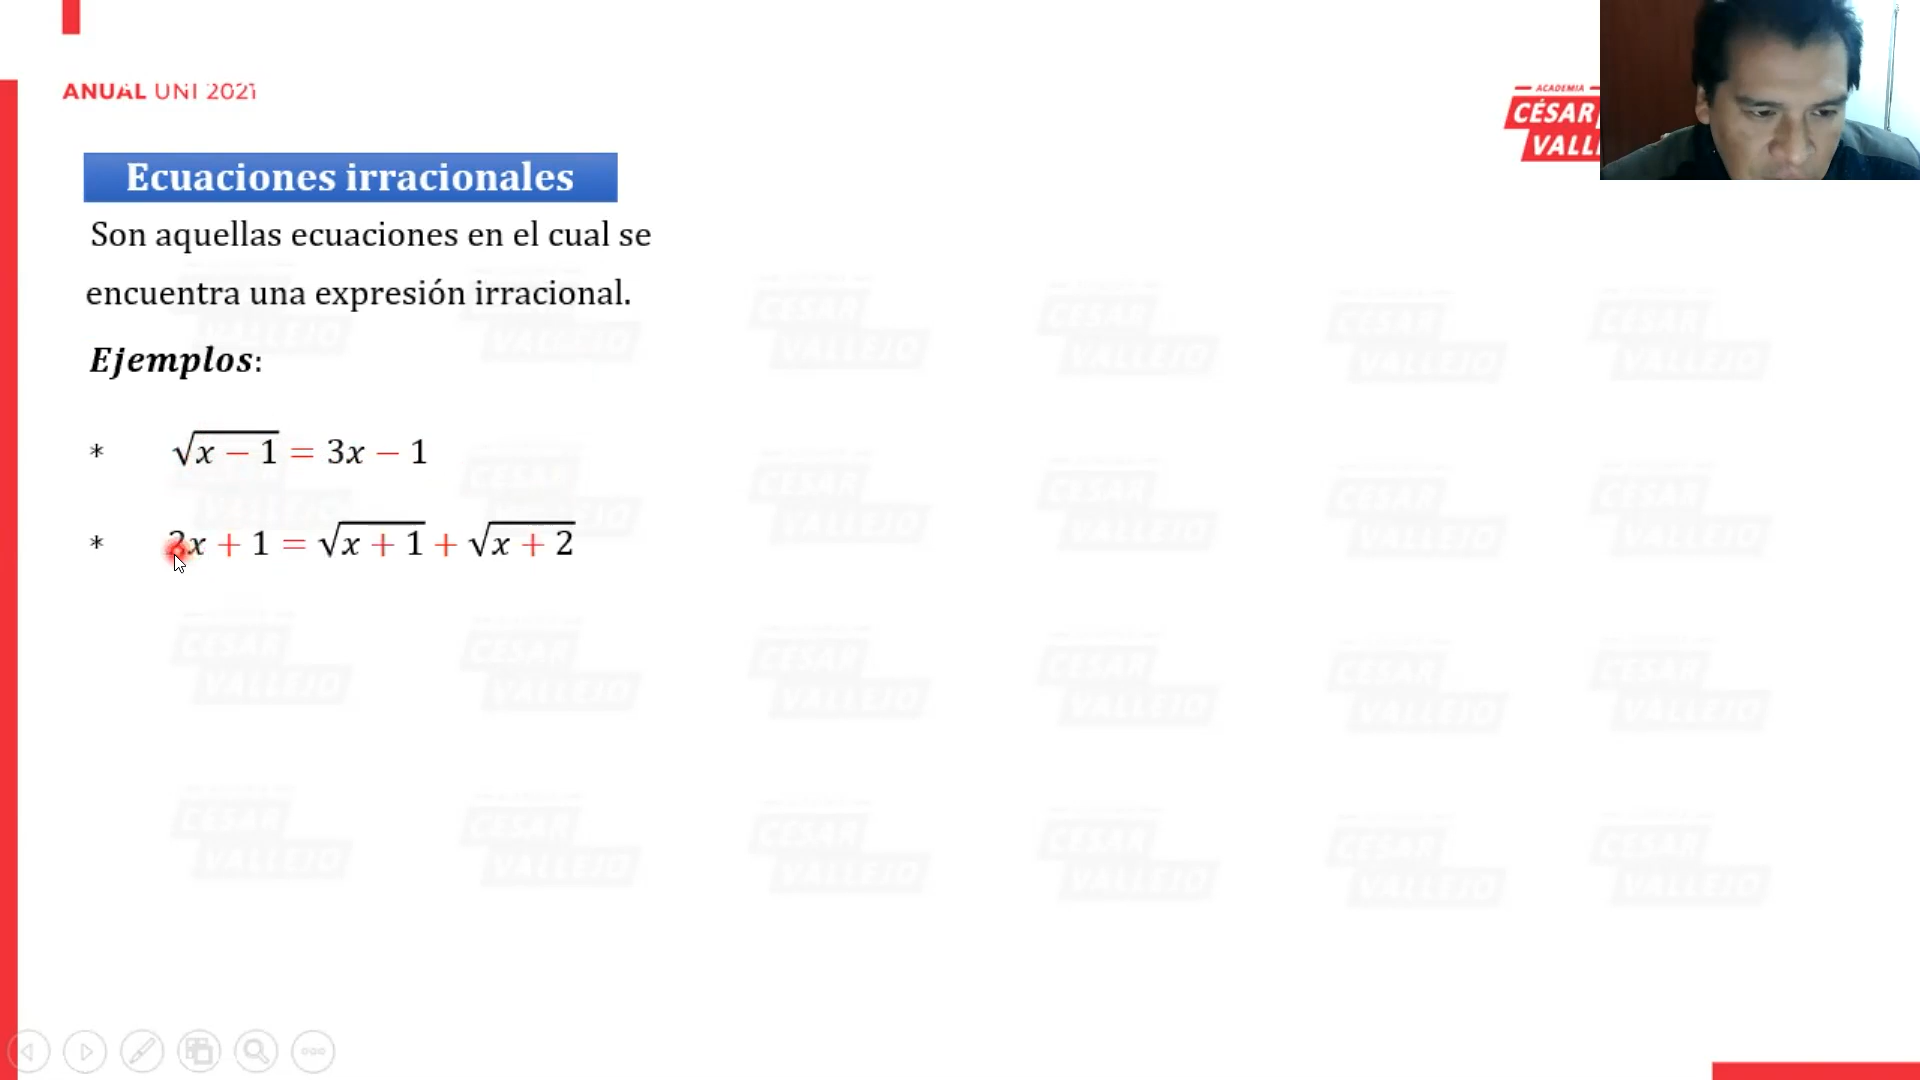 ANUAL UNI 2021
ACADEMIA
CÉSAR
VALL
Ecuaciones irracionales
Son aquellas ecuaciones en el cual se
encuentra una expresión irracional.
Ejemplos:
* √(x − 1) = 3x − 1
* 2x + 1 = √(x + 1) + √(x + 2)